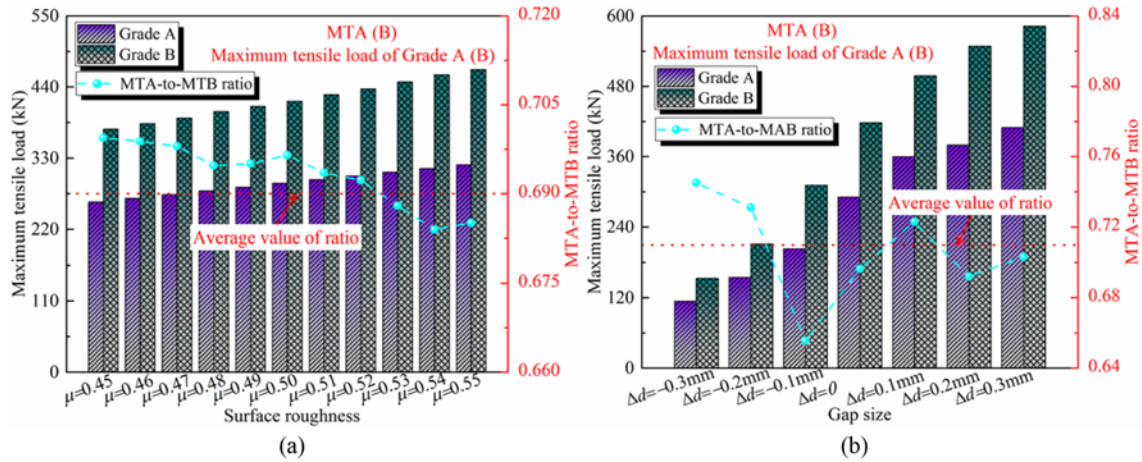 550
440
330
220
110
0
Maximum tensile load (kN)
Grade A
Grade B
MTA-to-MTB ratio
MTA (B)
Maximum tensile load of Grade A (B)
Average value of ratio
0.720
0.705
0.690
0.675
0.660
MTA-to-MTB ratio
μ=0.45
μ=0.46
μ=0.47
μ=0.48
μ=0.49
μ=0.50
μ=0.51
μ=0.52
μ=0.53
μ=0.54
μ=0.55
Surface roughness
(a)
600
480
360
240
120
0
Maximum tensile load (kN)
MTA (B)
Maximum tensile load of Grade A (B)
Grade A
Grade B
MTA-to-MAB ratio
Average value of ratio
0.84
0.80
0.76
0.72
0.68
0.64
MTA-to-MTB ratio
Δd=−0.3mm
Δd=−0.2mm
Δd=−0.1mm
Δd=0
Δd=0.1mm
Δd=0.2mm
Δd=0.3mm
Gap size
(b)